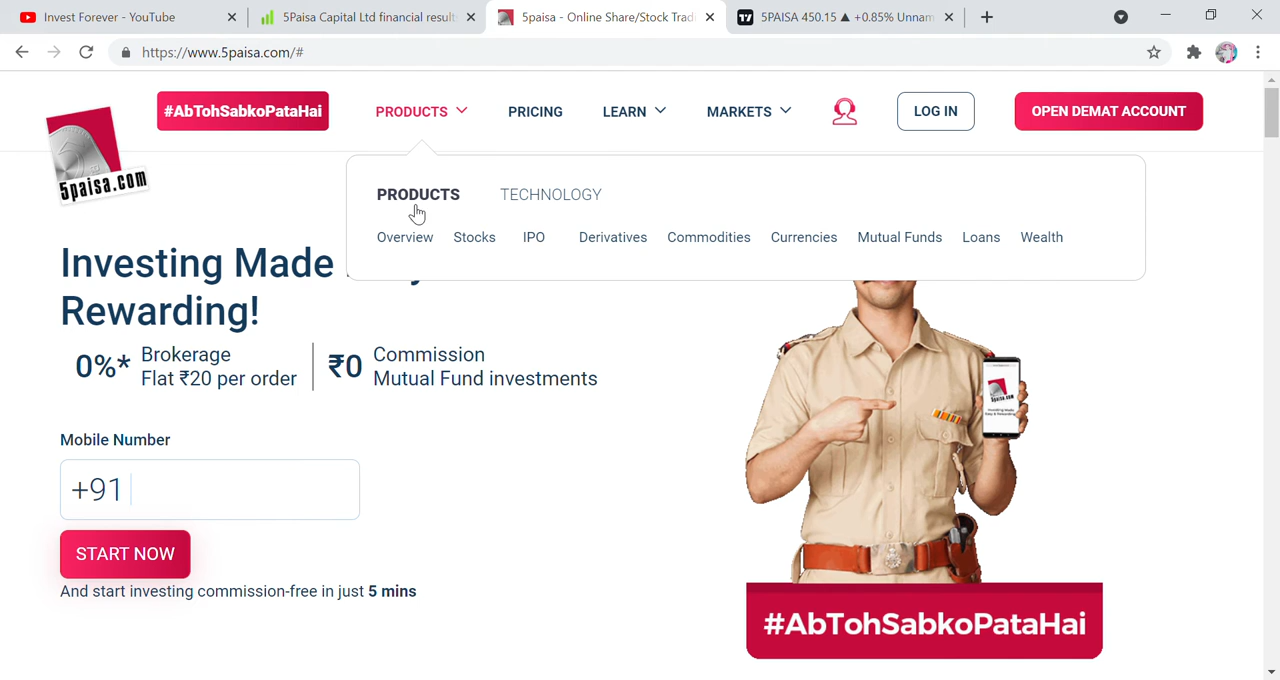 Invest Forever - YouTube
5Paisa Capital Ltd financial result
5paisa - Online Share/Stock Trad
5PAISA 450.15 ▲ +0.85% Unnam
https://www.5paisa.com/#
5paisa.com
#AbTohSabkoPataHai
PRODUCTS
PRICING
LEARN
MARKETS
LOG IN
OPEN DEMAT ACCOUNT
PRODUCTS TECHNOLOGY
Overview Stocks IPO Derivatives Commodities Currencies Mutual Funds Loans Wealth
Investing Made
Rewarding!
0%* Brokerage
Flat ₹20 per order
₹0 Commission
Mutual Fund investments
Mobile Number
+91
START NOW
And start investing commission-free in just 5 mins
5paisa.com
#AbTohSabkoPataHai